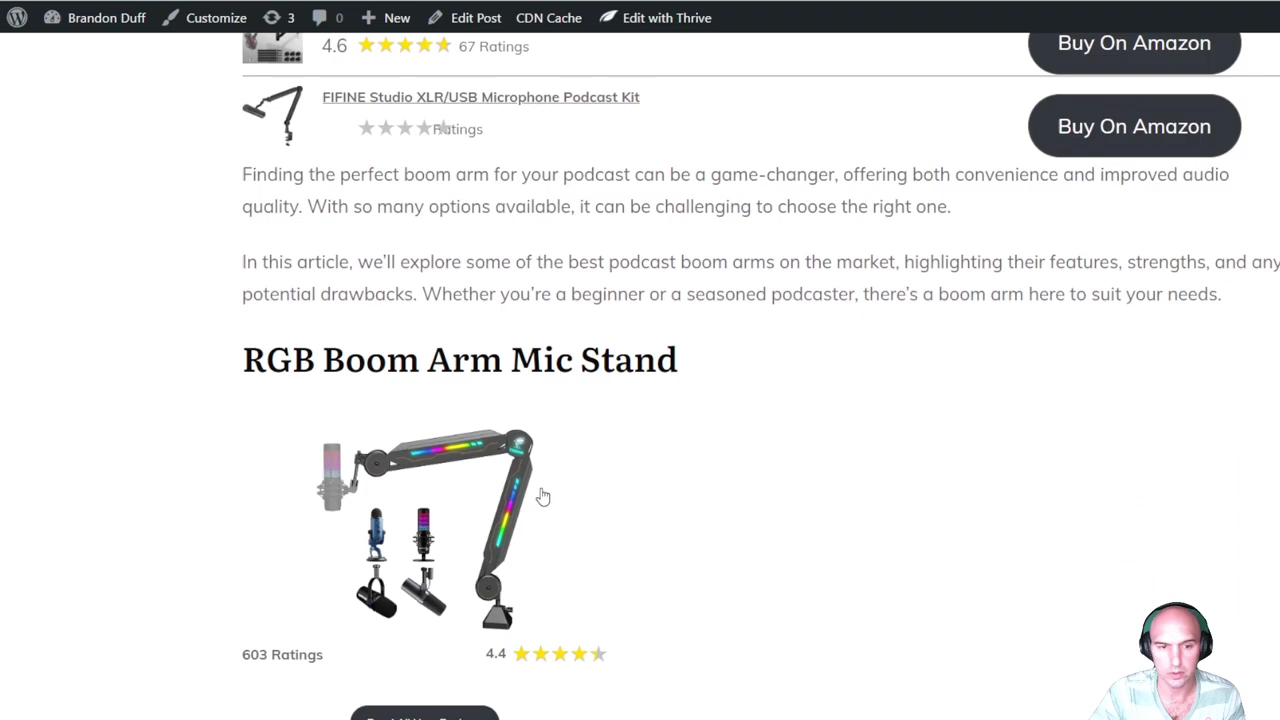 Brandon Duff Customize 3 0 New Edit Post CDN Cache Edit with Thrive
4.6 67 Ratings Buy On Amazon
FIFINE Studio XLR/USB Microphone Podcast Kit
Ratings Buy On Amazon
Finding the perfect boom arm for your podcast can be a game-changer, offering both convenience and improved audio
quality. With so many options available, it can be challenging to choose the right one.
In this article, we'll explore some of the best podcast boom arms on the market, highlighting their features, strengths, and any
potential drawbacks. Whether you're a beginner or a seasoned podcaster, there's a boom arm here to suit your needs.
RGB Boom Arm Mic Stand
603 Ratings 4.4